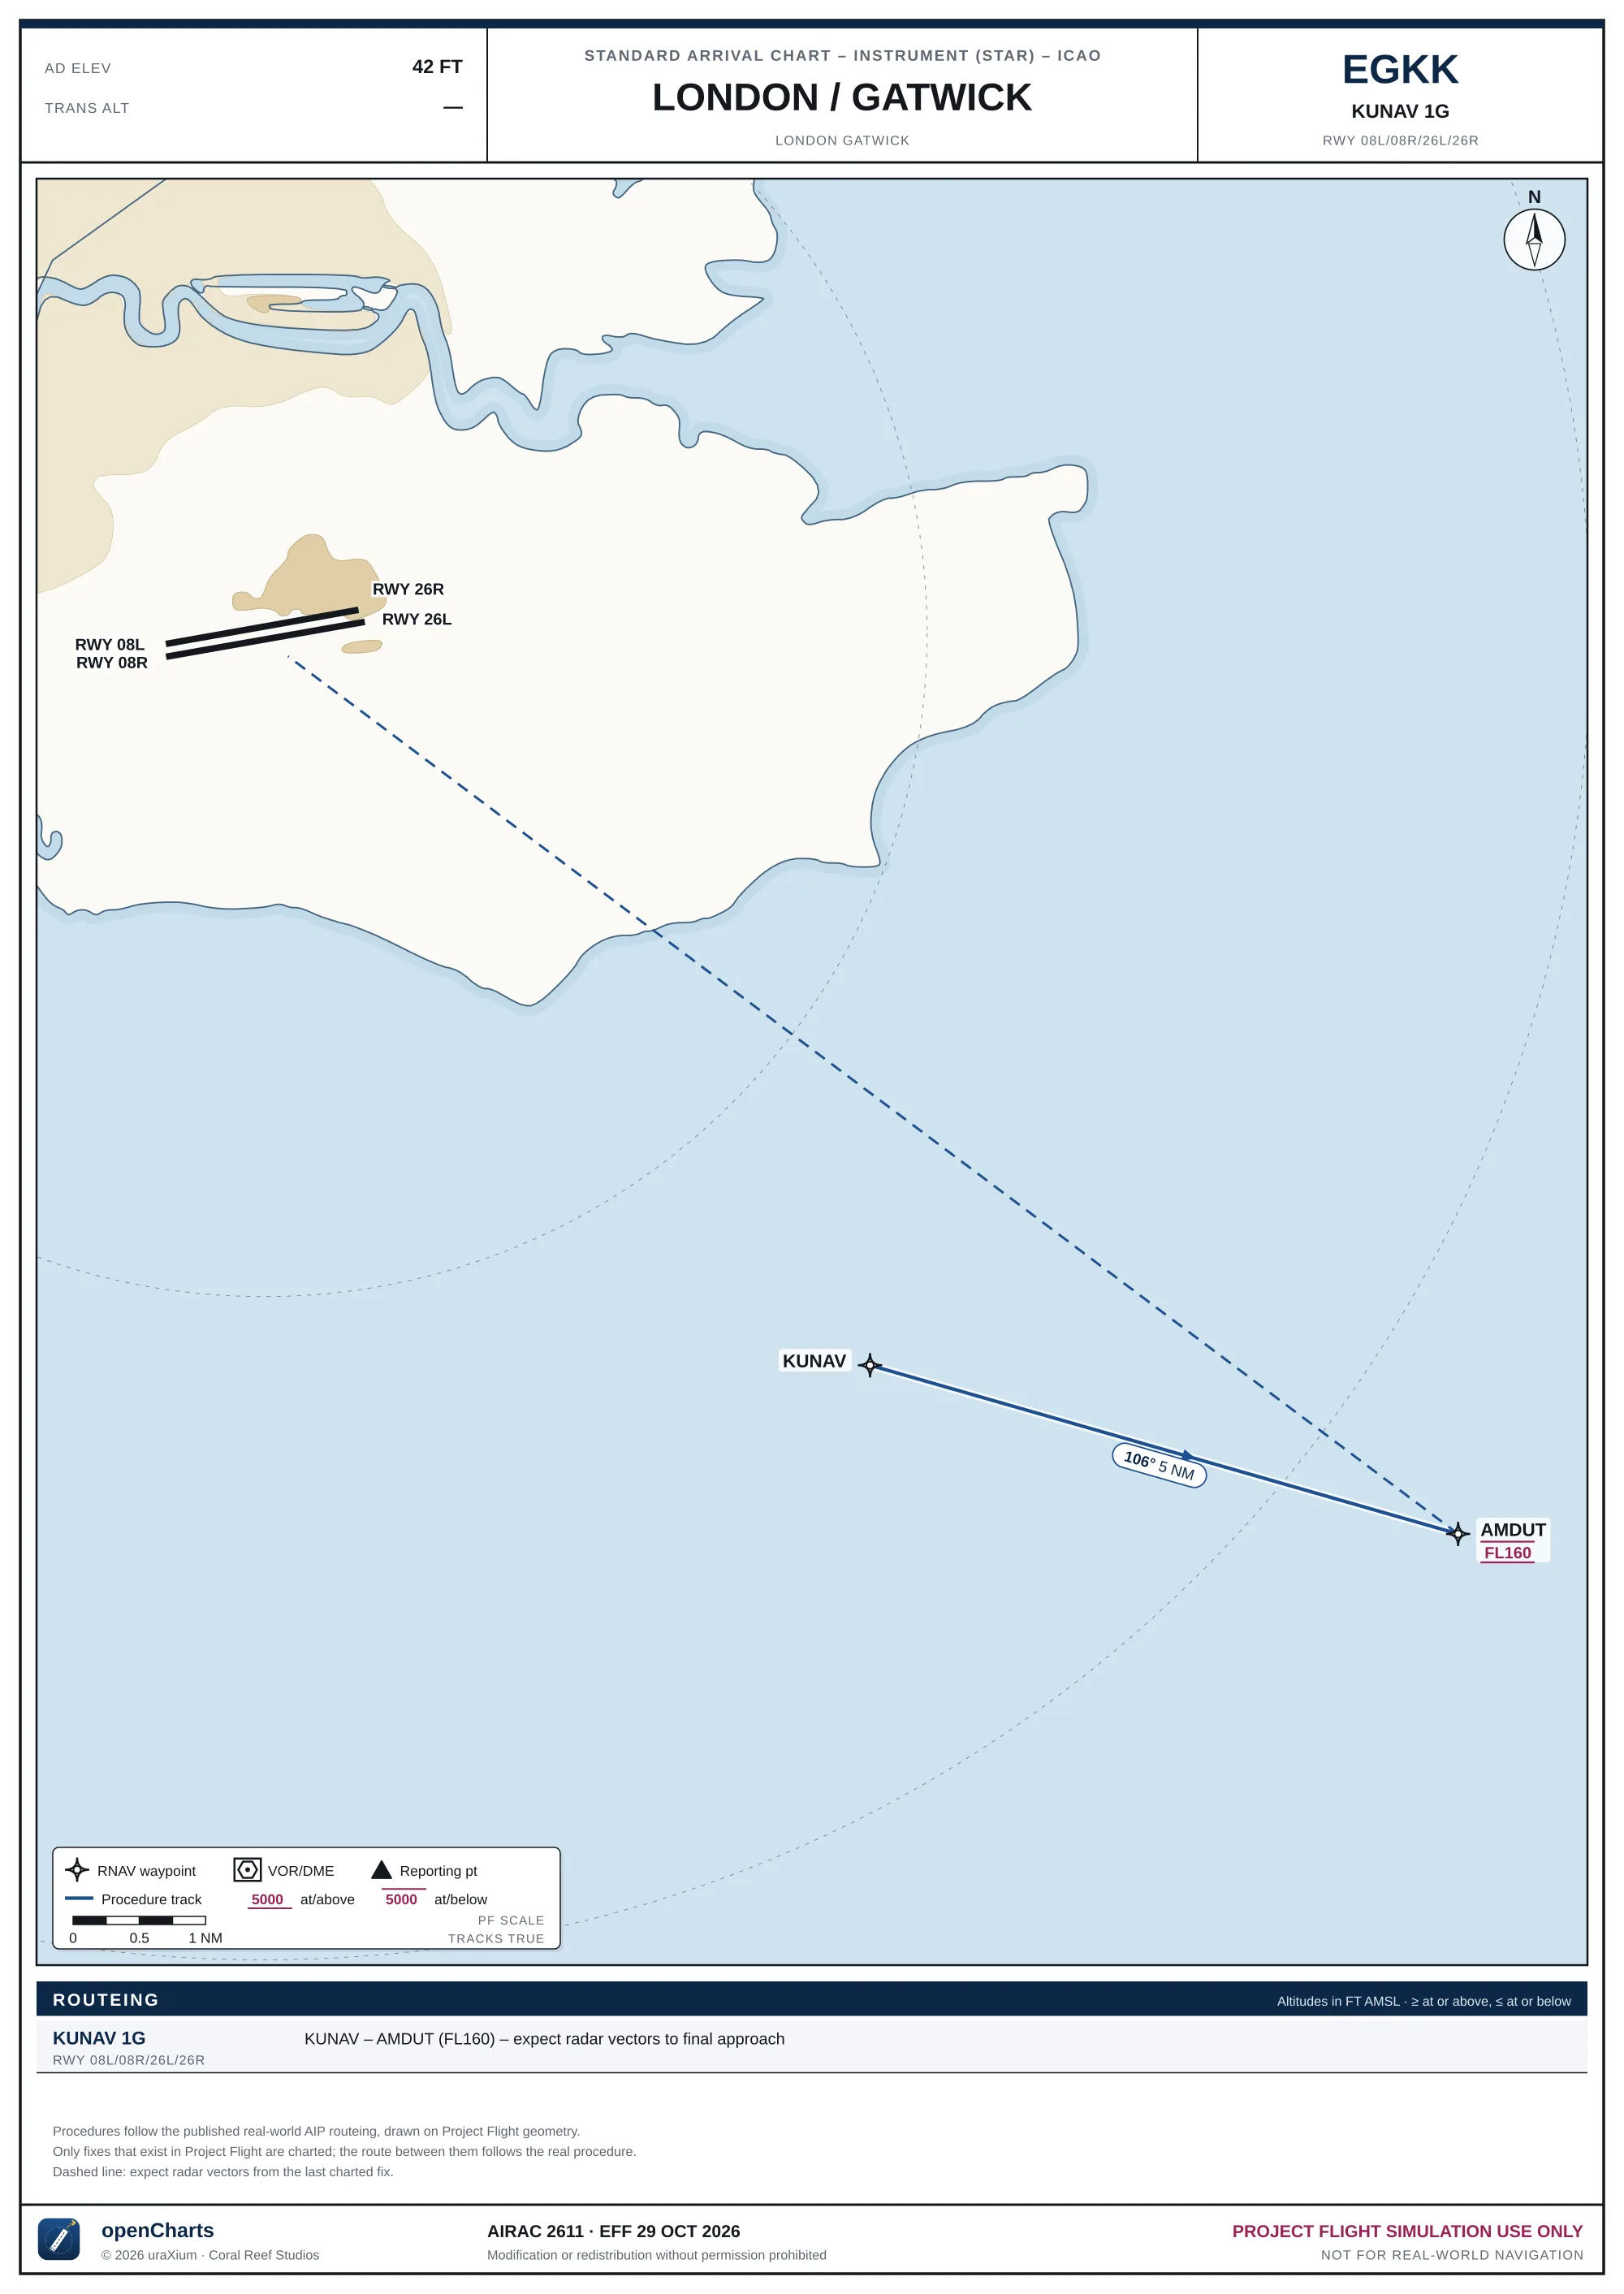 AD ELEV 42 FT
TRANS ALT —
STANDARD ARRIVAL CHART – INSTRUMENT (STAR) – ICAO
LONDON / GATWICK
LONDON GATWICK
EGKK
KUNAV 1G
RWY 08L/08R/26L/26R
N
RWY 26R
RWY 26L
RWY 08L
RWY 08R
KUNAV
106° 5 NM
AMDUT
FL160
RNAV waypoint VOR/DME Reporting pt
Procedure track 5000 at/above 5000 at/below
PF SCALE
0 0.5 1 NM TRACKS TRUE
ROUTEING Altitudes in FT AMSL · ≥ at or above, ≤ at or below
KUNAV 1G KUNAV – AMDUT (FL160) – expect radar vectors to final approach
RWY 08L/08R/26L/26R
Procedures follow the published real-world AIP routeing, drawn on Project Flight geometry.
Only fixes that exist in Project Flight are charted; the route between them follows the real procedure.
Dashed line: expect radar vectors from the last charted fix.
openCharts
© 2026 uraXium · Coral Reef Studios
AIRAC 2611 · EFF 29 OCT 2026
Modification or redistribution without permission prohibited
PROJECT FLIGHT SIMULATION USE ONLY
NOT FOR REAL-WORLD NAVIGATION